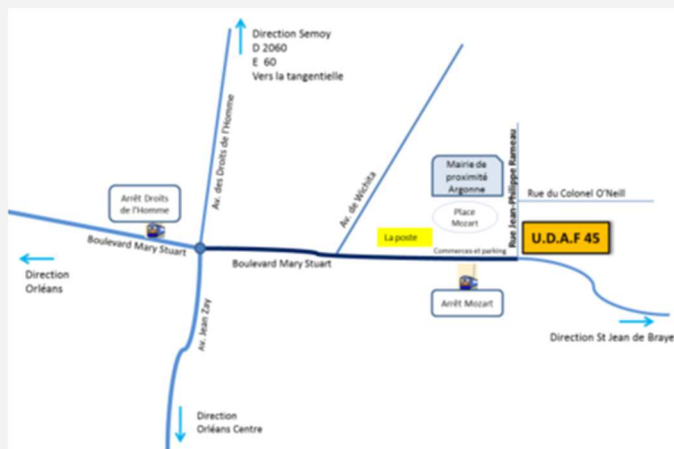 Direction Semoy
D 2060
E 60
Vers la tangentielle
Av. des Droits de l'Homme
Av. de Wichita
Mairie de
proximité
Argonne
Rue Jean-Philippe Rameau
Arrêt Droits
de l'Homme
Place
Mozart
Rue du Colonel O'Neill
La poste
U.D.A.F 45
Boulevard Mary Stuart
Boulevard Mary Stuart
Commerces et parking
Direction
Orléans
Arrêt Mozart
Av. Jean Zay
Direction St Jean de Braye
Direction
Orléans Centre